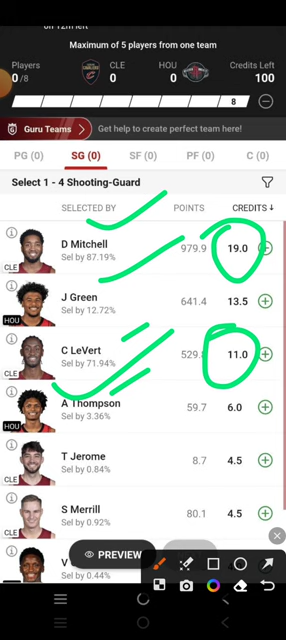 Players
CLE
HOU
Credits Left
0/8
0
0
100
Maximum of 5 players from one team
8
Guru Teams
Get help to create perfect team here!
PG (0)
SG (0)
SF (0)
PF (0)
C (0)
Select 1 - 4 Shooting-Guard
SELECTED BY
POINTS
CREDITS↓
D Mitchell
Sel by 87.19%
979.9
19.0
CLE
J Green
Sel by 12.72%
641.4
13.5
HOU
C LeVert
Sel by 71.94%
11.0
CLE
A Thompson
Sel by 3.36%
59.7
6.0
HOU
T Jerome
Sel by 0.84%
8.7
4.5
CLE
S Merrill
Sel by 0.92%
80.1
4.5
CLE
V
Sel by 0.44%
PREVIEW